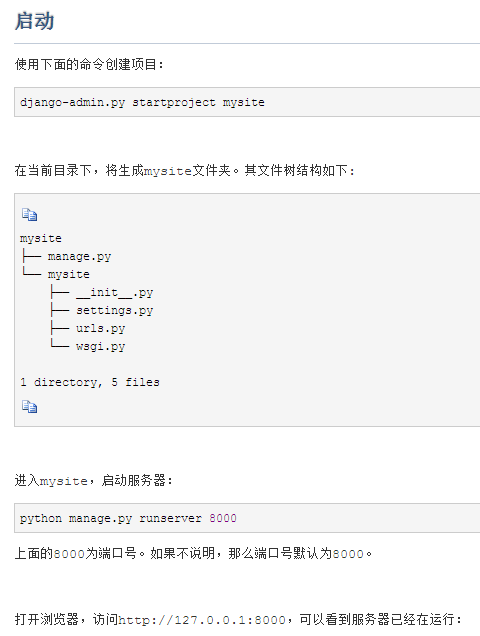 启动
使用下面的命令创建项目:
django-admin.py startproject mysite
在当前目录下，将生成mysite文件夹。其文件树结构如下:
mysite
├── manage.py
└── mysite
    ├── __init__.py
    ├── settings.py
    ├── urls.py
    └── wsgi.py
1 directory, 5 files
进入mysite，启动服务器:
python manage.py runserver 8000
上面的8000为端口号。如果不说明，那么端口号默认为8000。
打开浏览器，访问http://127.0.0.1:8000，可以看到服务器已经在运行: